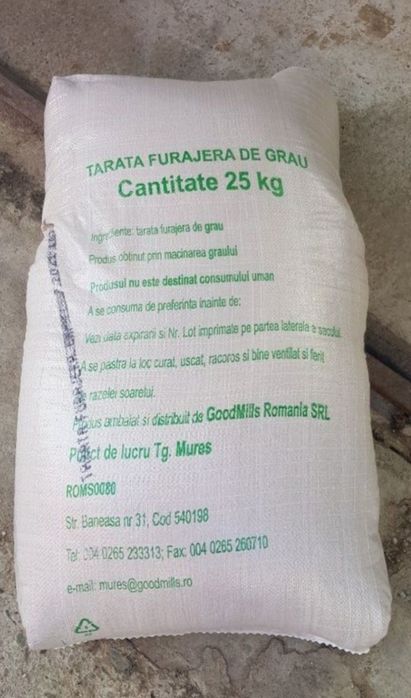 TARATA FURAJERA DE GRAU
Cantitate 25 kg
Ingrediente: tarata furajera de grau
Produs obtinut prin macinarea graului
Produsul nu este destinat consumului uman
A se consuma de preferinta inainte de:
Vezi data expirarii si Nr. Lot imprimate pe partea laterala a sacului.
A se pastra la loc curat, uscat, racoros si bine ventilat si ferit
razelei soarelui.
Produs ambalat si distribuit de GoodMills Romania SRL
Punct de lucru Tg. Mures
ROMS0080
Str. Baneasa nr 31, Cod 540198
Tel: 004 0265 233313; Fax: 004 0265 260710
e-mail: mures@goodmills.ro
TARATA FURAJERA